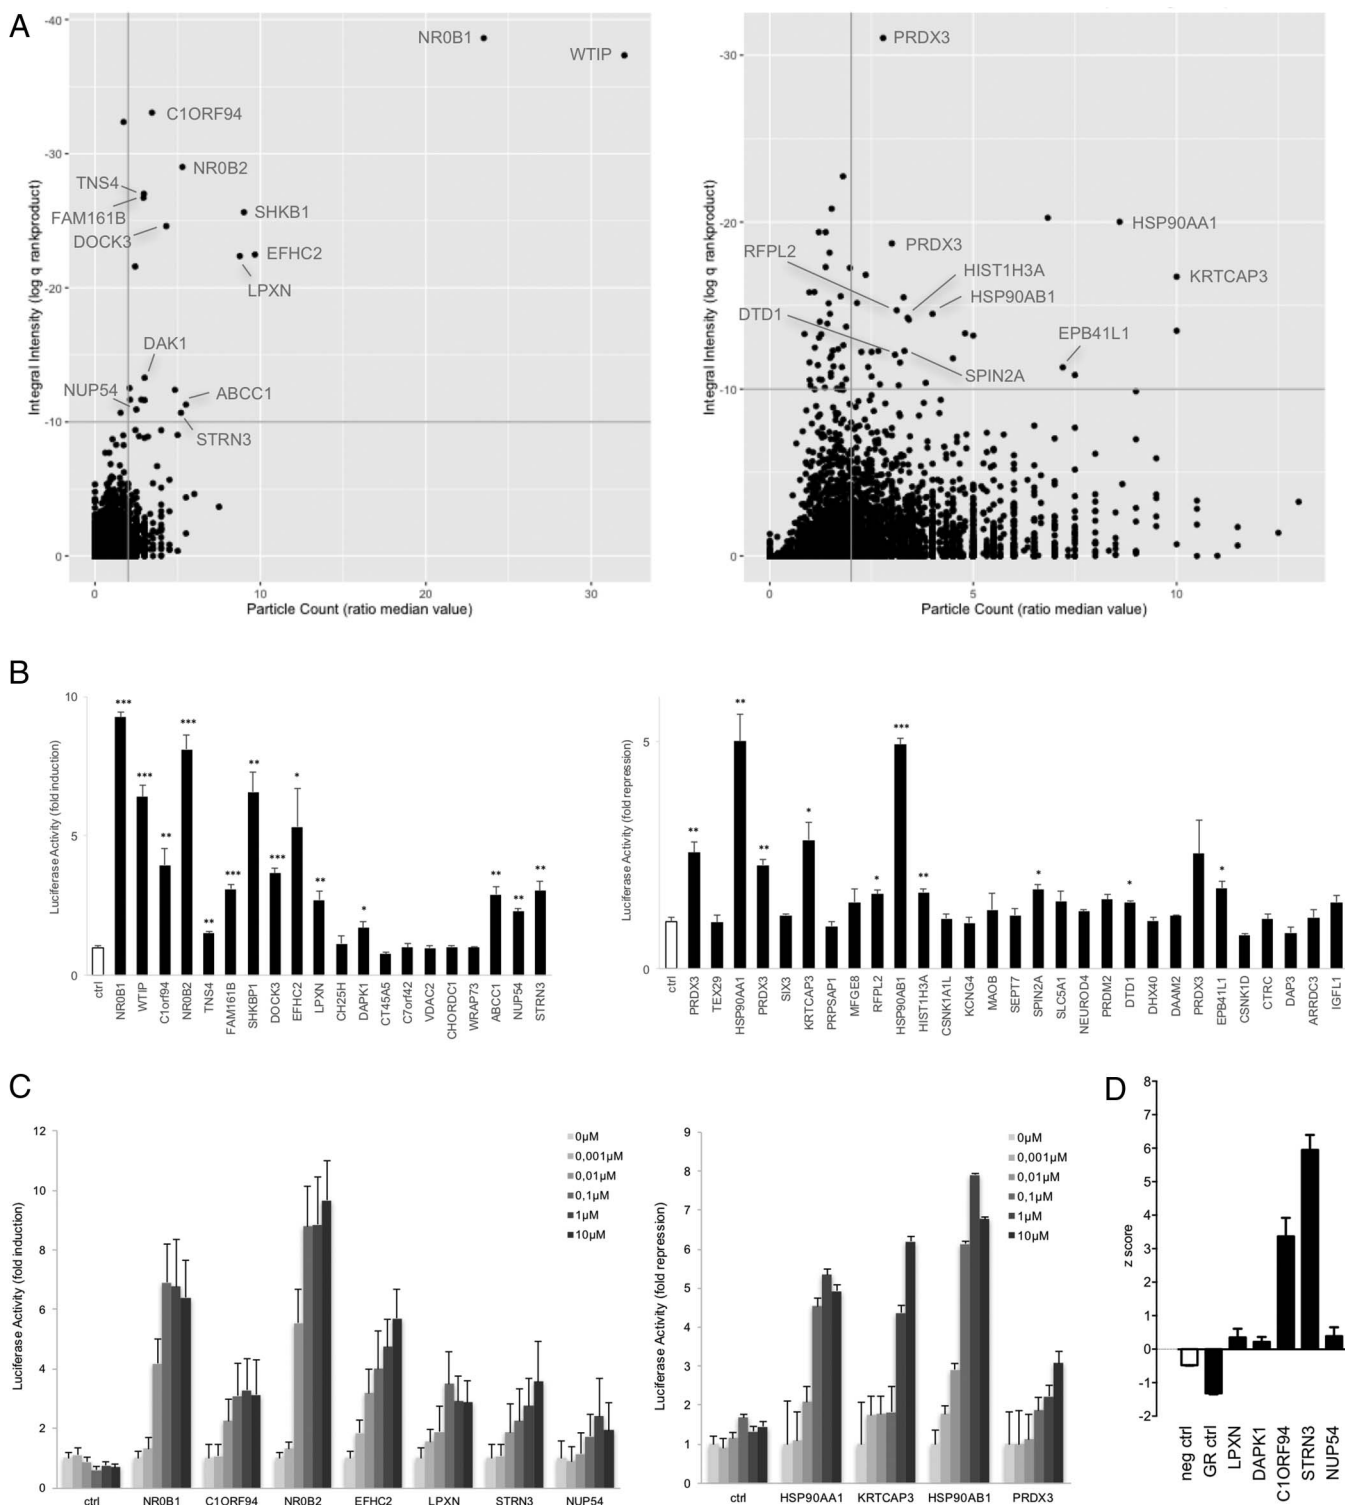 A
Integral Intensity (log q rankproduct)
-40
-30
-20
-10
0
NR0B1
WTIP
C1ORF94
NR0B2
TNS4
FAM161B
SHKB1
DOCK3
EFHC2
LPXN
DAK1
NUP54
ABCC1
STRN3
0
10
20
30
Particle Count (ratio median value)
Integral Intensity (log q rankproduct)
-30
-20
-10
0
PRDX3
HSP90AA1
PRDX3
RFPL2
HIST1H3A
KRTCAP3
HSP90AB1
DTD1
EPB41L1
SPIN2A
0
5
10
Particle Count (ratio median value)
B
Luciferase Activity (fold induction)
10
5
0
***
***
**
***
**
***
**
***
*
**
*
**
**
**
ctrl
NR0B1
WTIP
C1orf94
NR0B2
TNS4
FAM161B
SHKBP1
DOCK3
EFHC2
LPXN
CH25H
DAPK1
CT45A5
C7orf42
VDAC2
CHORDC1
WRAP73
ABCC1
NUP54
STRN3
Luciferase Activity (fold repression)
5
0
**
**
**
*
*
***
**
*
*
*
ctrl
PRDX3
TEX29
HSP90AA1
PRDX3
SIX3
KRTCAP3
PRPSAP1
MFGE8
RFPL2
HSP90AB1
HIST1H3A
CSNK1A1L
KCNG4
MAOB
SEPT7
SPIN2A
SLC5A1
NEUROD4
PRDM2
DTD1
DHX40
DAAM2
PRDX3
EPB41L1
CSNK1D
CTRC
DAP3
ARRDC3
IGFL1
C
Luciferase Activity (fold induction)
12
10
8
6
4
2
0
0µM
0,001µM
0,01µM
0,1µM
1µM
10µM
ctrl
NR0B1
C1ORF94
NR0B2
EFHC2
LPXN
STRN3
NUP54
Luciferase Activity (fold repression)
9
8
7
6
5
4
3
2
1
0
0µM
0,001µM
0,01µM
0,1µM
1µM
10µM
ctrl
HSP90AA1
KRTCAP3
HSP90AB1
PRDX3
D
z score
8
7
6
5
4
3
2
1
0
-1
-2
neg ctrl
GR ctrl
LPXN
DAPK1
C1ORF94
STRN3
NUP54